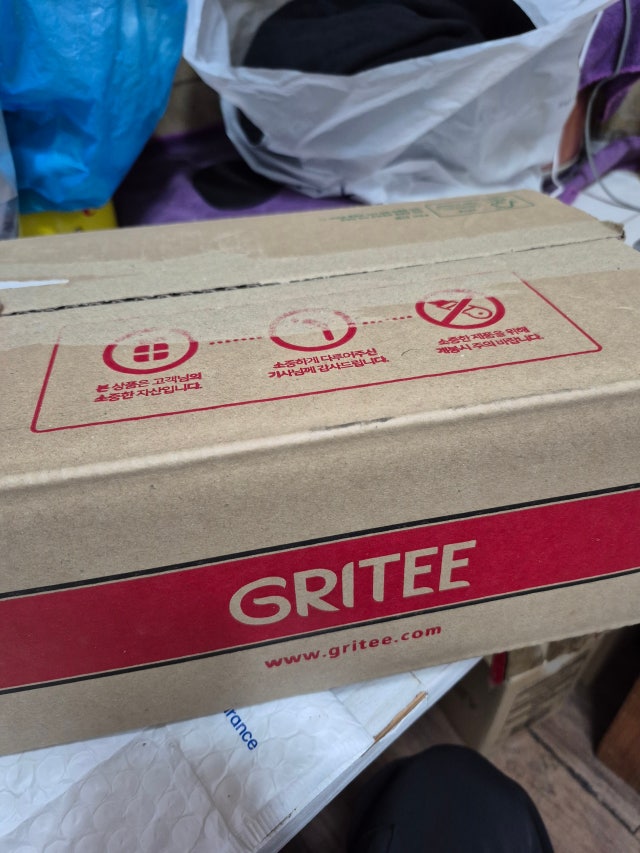 본 상품은 고객님의
소중한 자산입니다.
소중하게 다루어주신
기사님께 감사드립니다.
소중한 제품을 위해
개봉시 주의 바랍니다.
GRITEE
www.gritee.com
rance